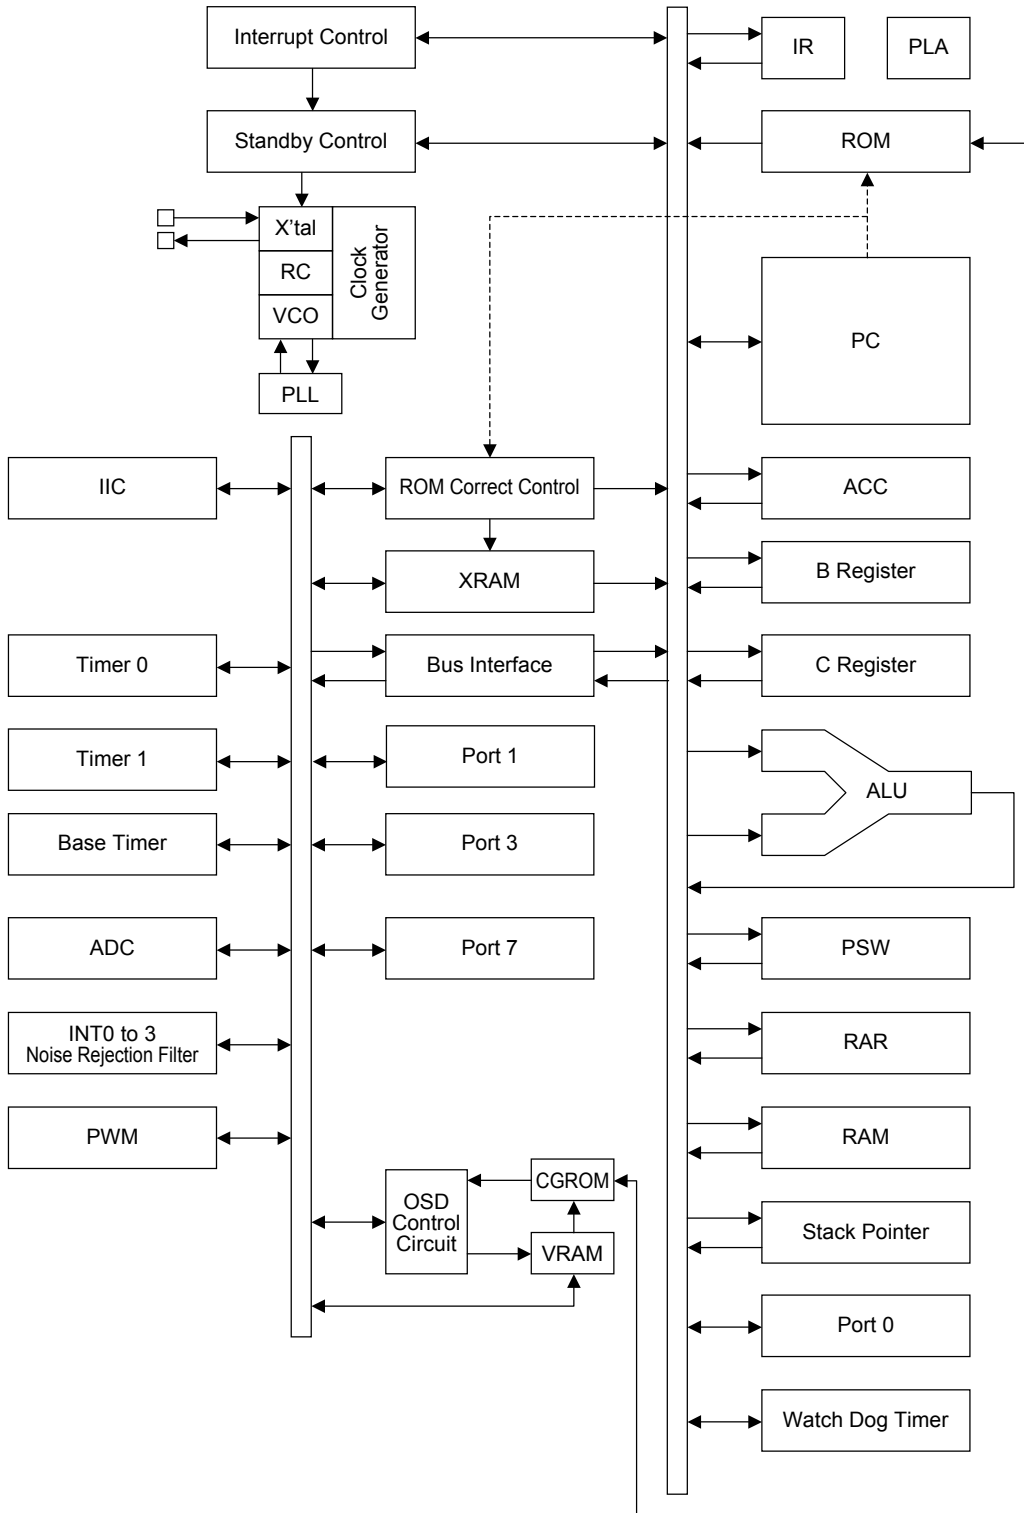 Interrupt Control
IR
PLA
Standby Control
ROM
X'tal
RC
VCO
Clock
Generator
PC
PLL
IIC
ROM Correct Control
ACC
XRAM
B Register
Timer 0
Bus Interface
C Register
Timer 1
Port 1
ALU
Base Timer
Port 3
ADC
Port 7
PSW
INT0 to 3
Noise Rejection Filter
RAR
PWM
RAM
OSD
Control
Circuit
CGROM
VRAM
Stack Pointer
Port 0
Watch Dog Timer